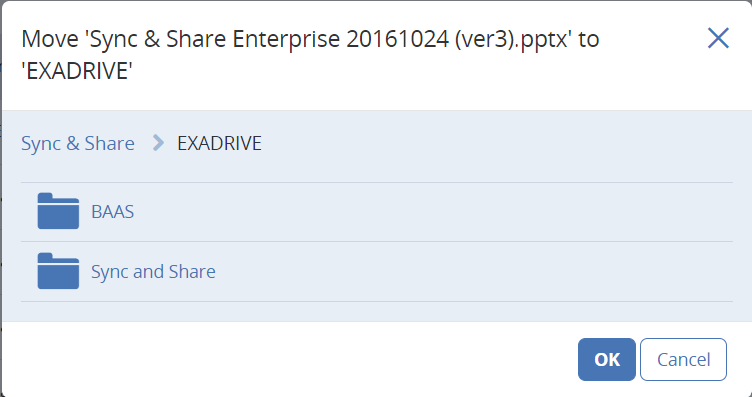 Move 'Sync & Share Enterprise 20161024 (ver3).pptx' to
'EXADRIVE'
Sync & Share EXADRIVE
BAAS
Sync and Share
OK Cancel